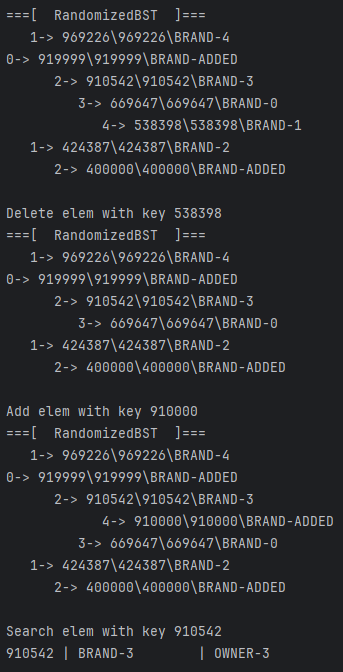 ===[  RandomizedBST  ]===
   1-> 969226\969226\BRAND-4
0-> 919999\919999\BRAND-ADDED
      2-> 910542\910542\BRAND-3
         3-> 669647\669647\BRAND-0
            4-> 538398\538398\BRAND-1
   1-> 424387\424387\BRAND-2
      2-> 400000\400000\BRAND-ADDED

Delete elem with key 538398
===[  RandomizedBST  ]===
   1-> 969226\969226\BRAND-4
0-> 919999\919999\BRAND-ADDED
      2-> 910542\910542\BRAND-3
         3-> 669647\669647\BRAND-0
   1-> 424387\424387\BRAND-2
      2-> 400000\400000\BRAND-ADDED

Add elem with key 910000
===[  RandomizedBST  ]===
   1-> 969226\969226\BRAND-4
0-> 919999\919999\BRAND-ADDED
      2-> 910542\910542\BRAND-3
            4-> 910000\910000\BRAND-ADDED
         3-> 669647\669647\BRAND-0
   1-> 424387\424387\BRAND-2
      2-> 400000\400000\BRAND-ADDED

Search elem with key 910542
910542 | BRAND-3        | OWNER-3